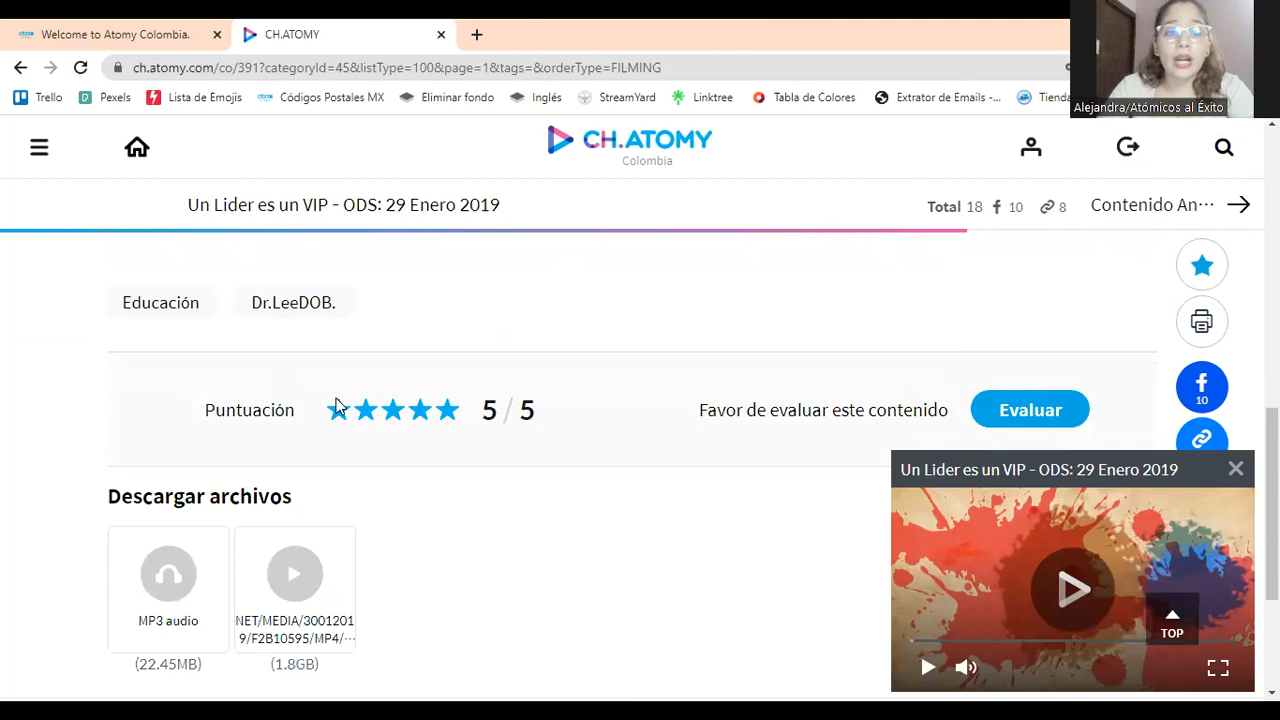 Welcome to Atomy Colombia.
CH.ATOMY
Alejandra/Atómicos al Éxito
ch.atomy.com/co/391?categoryId=45&listType=100&page=1&tags=&orderType=FILMING
Trello
Pexels
Lista de Emojis
Códigos Postales MX
Eliminar fondo
Inglés
StreamYard
Linktree
Tabla de Colores
Extrator de Emails -...
Tienda
CH.ATOMY
Colombia
Un Lider es un VIP - ODS: 29 Enero 2019
Total 18
10
8
Contenido An···
Educación
Dr.LeeDOB.
Puntuación
5 / 5
Favor de evaluar este contenido
Evaluar
10
Un Lider es un VIP - ODS: 29 Enero 2019
Descargar archivos
MP3 audio
(22.45MB)
NET/MEDIA/3001201
9/F2B10595/MP4/···
(1.8GB)
TOP